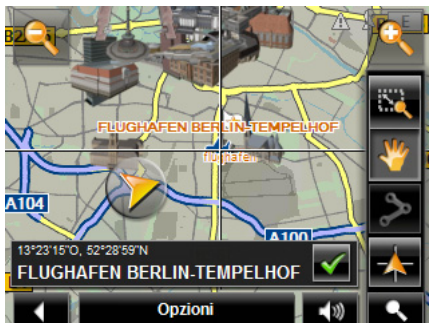 E
FLUGHAFEN BERLIN-TEMPELHOF
flughafen
A104
A100
13°23'15"O, 52°28'59"N
FLUGHAFEN BERLIN-TEMPELHOF
Opzioni